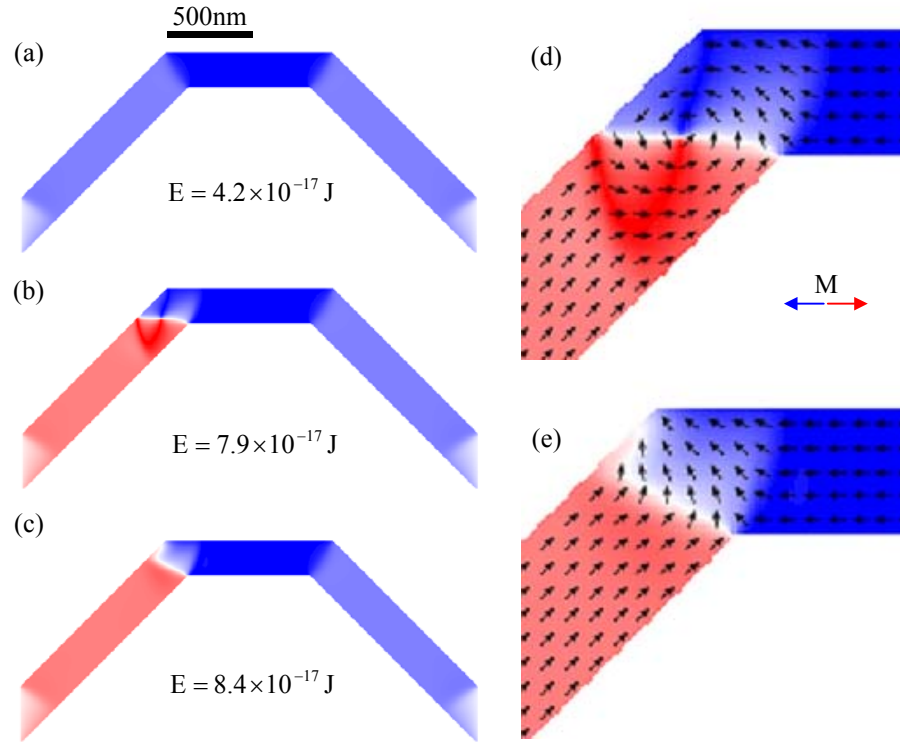 500nm
(a)
E = 4.2×10⁻¹⁷ J
(b)
E = 7.9×10⁻¹⁷ J
(c)
E = 8.4×10⁻¹⁷ J
(d)
M
(e)